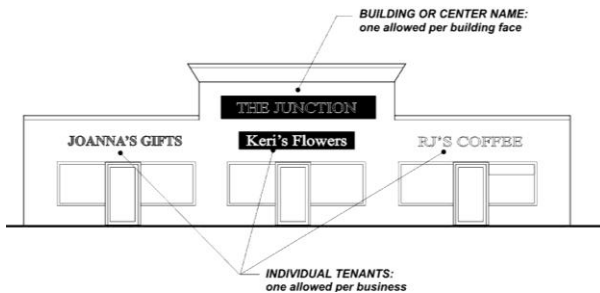 BUILDING OR CENTER NAME:
one allowed per building face
THE JUNCTION
JOANNA'S GIFTS
Keri's Flowers
RJ'S COFFEE
INDIVIDUAL TENANTS:
one allowed per business